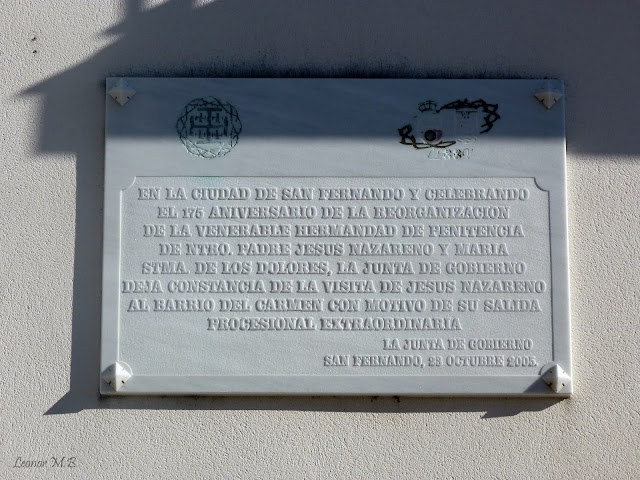 EN LA CIUDAD DE SAN FERNANDO Y CELEBRANDO
EL 175 ANIVERSARIO DE LA REORGANIZACION
DE LA VENERABLE HERMANDAD DE PENITENCIA
DE NTRO. PADRE JESUS NAZARENO Y MARIA
STMA. DE LOS DOLORES, LA JUNTA DE GOBIERNO
DEJA CONSTANCIA DE LA VISITA DE JESUS NAZARENO
AL BARRIO DEL CARMEN CON MOTIVO DE SU SALIDA
PROCESIONAL EXTRAORDINARIA
LA JUNTA DE GOBIERNO
SAN FERNANDO, 28 OCTUBRE 2005.
Leonor M.B.